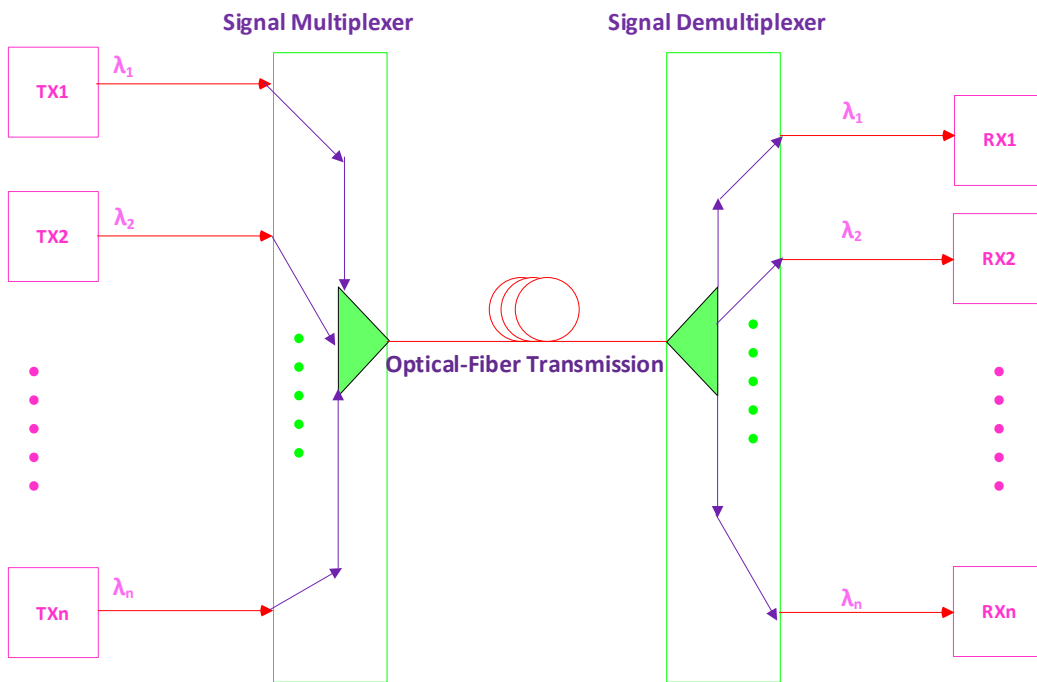 Signal Multiplexer
Signal Demultiplexer
TX1
λ₁
λ₁
RX1
TX2
λ₂
λ₂
RX2
Optical-Fiber Transmission
TXn
λₙ
λₙ
RXn